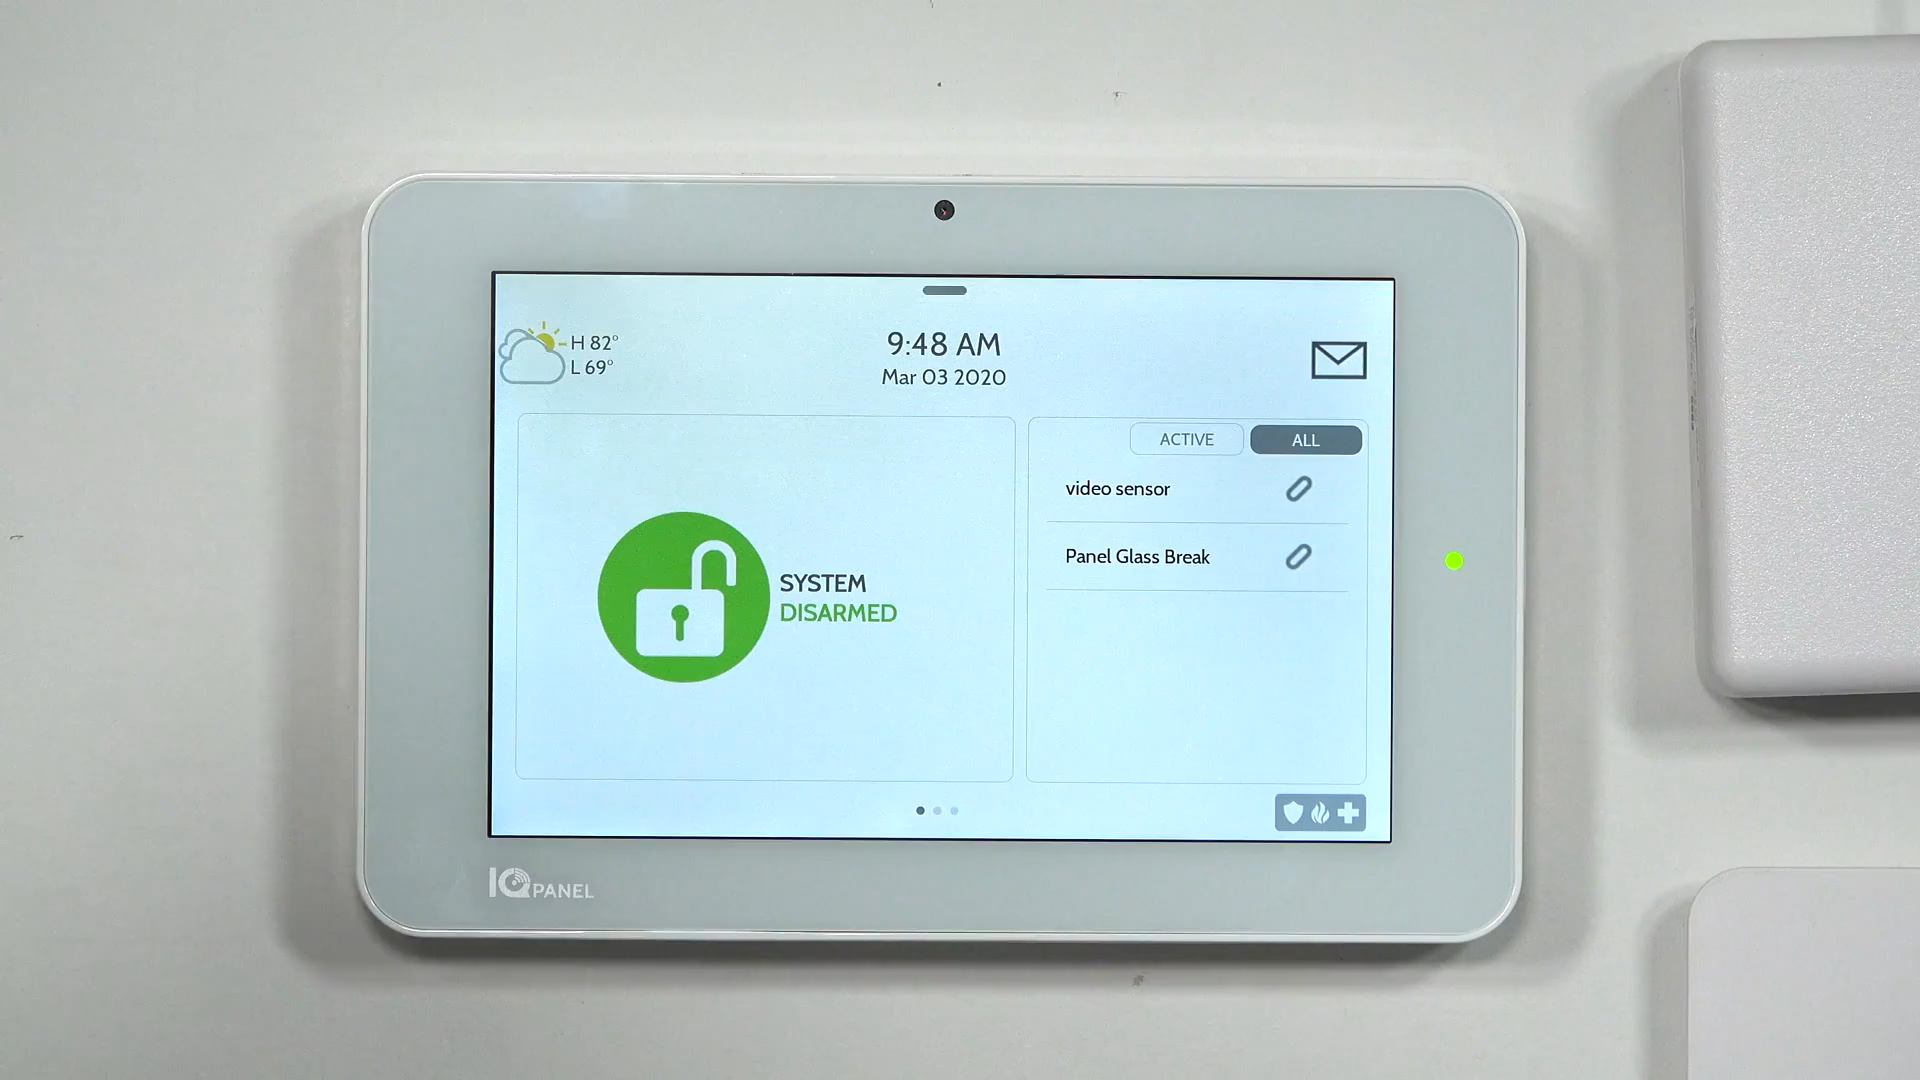 H 82°
L 69°
9:48 AM
Mar 03 2020
ACTIVE
ALL
video sensor
Panel Glass Break
SYSTEM
DISARMED
IQ PANEL